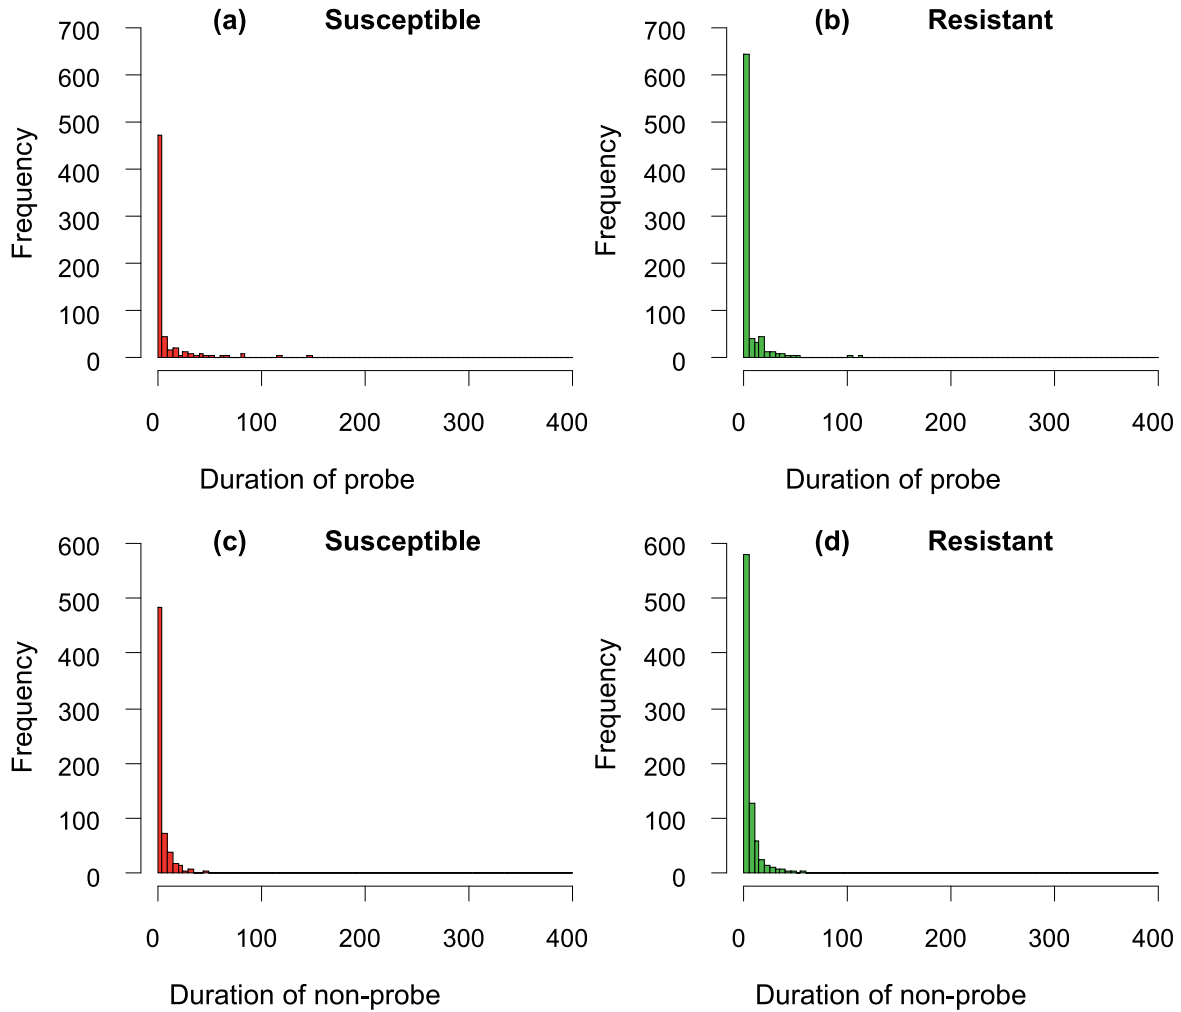 (a) Susceptible
700
600
500
400
300
200
100
0
Frequency
0 100 200 300 400
Duration of probe
(b) Resistant
700
600
500
400
300
200
100
0
Frequency
0 100 200 300 400
Duration of probe
(c) Susceptible
600
500
400
300
200
100
0
Frequency
0 100 200 300 400
Duration of non-probe
(d) Resistant
600
500
400
300
200
100
0
Frequency
0 100 200 300 400
Duration of non-probe